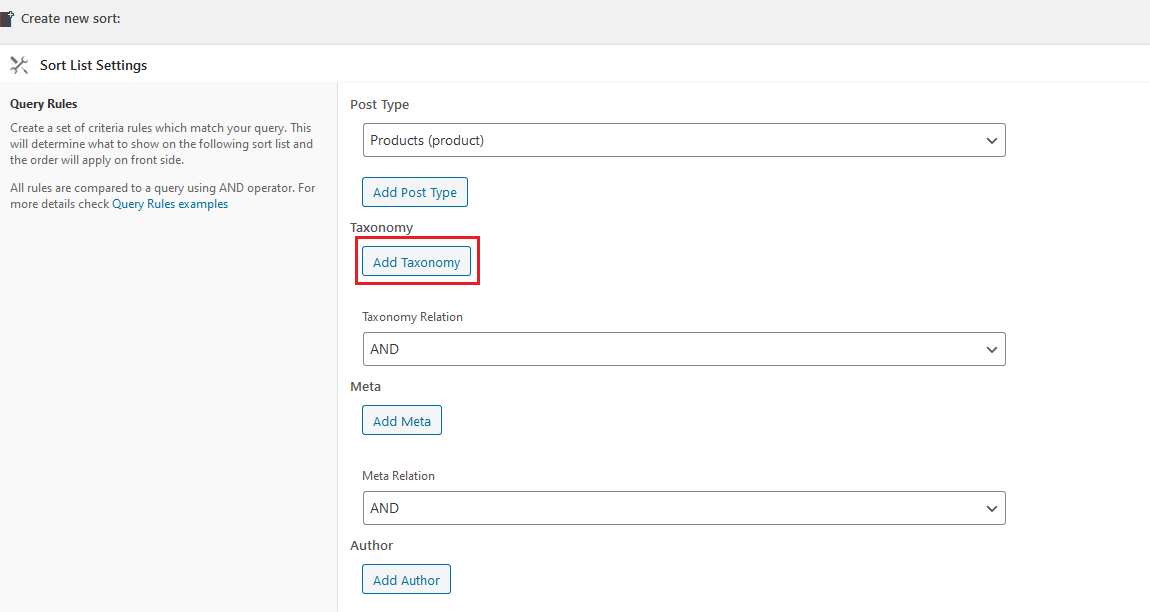 Create new sort:
Sort List Settings
Query Rules
Create a set of criteria rules which match your query. This
will determine what to show on the following sort list and
the order will apply on front side.
All rules are compared to a query using AND operator. For
more details check Query Rules examples
Post Type
Products (product)
Add Post Type
Taxonomy
Add Taxonomy
Taxonomy Relation
AND
Meta
Add Meta
Meta Relation
AND
Author
Add Author